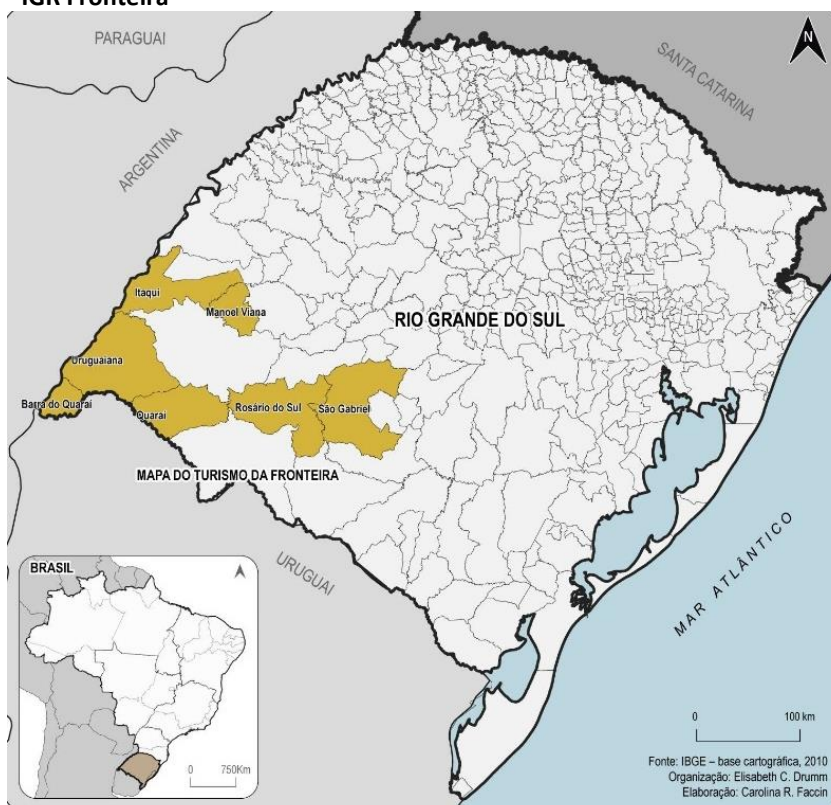 IGR Fronteira
PARAGUAI
N
SANTA CATARINA
ARGENTINA
Itaqui
Manoel Viana
RIO GRANDE DO SUL
Uruguaiana
Barra do Quaraí
Quaraí
Rosário do Sul
São Gabriel
MAPA DO TURISMO DA FRONTEIRA
BRASIL
URUGUAI
MAR ATLÂNTICO
0 100 km
0 750Km
Fonte: IBGE – base cartográfica, 2010
Organização: Elisabeth C. Drumm
Elaboração: Carolina R. Faccin